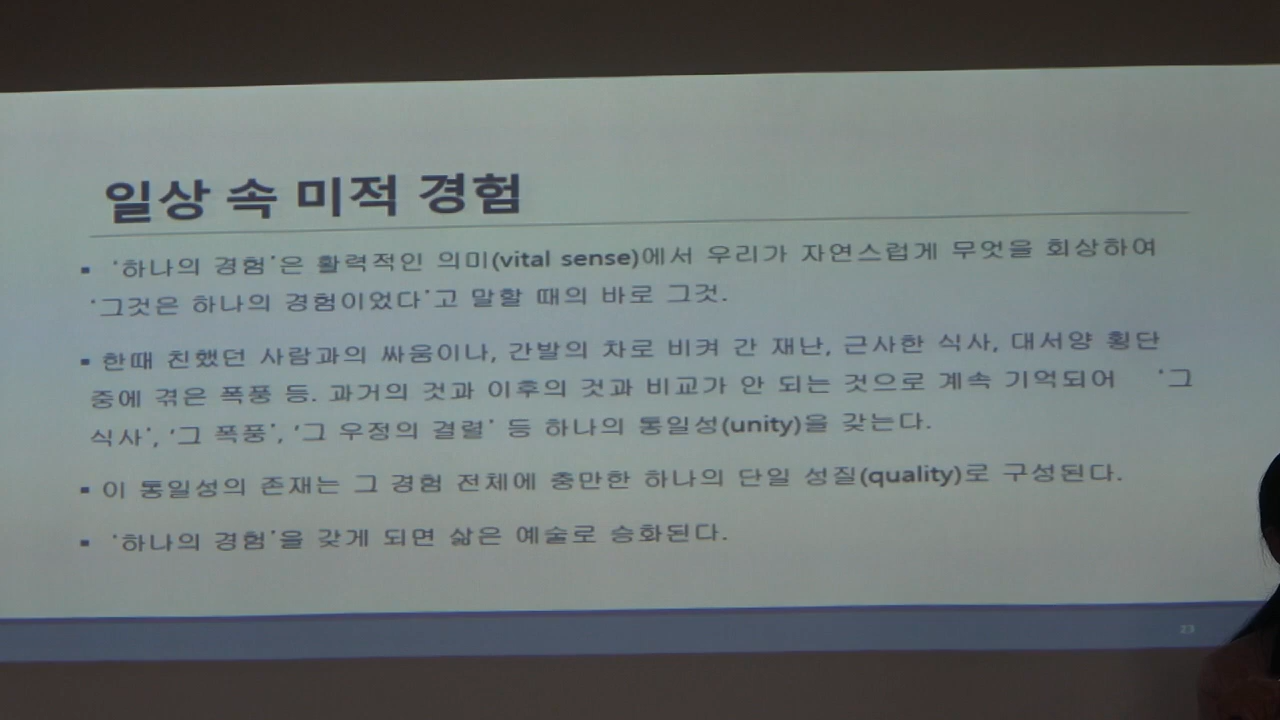 일상 속 미적 경험
▪ ‘하나의 경험’은 활력적인 의미(vital sense)에서 우리가 자연스럽게 무엇을 회상하여
‘그것은 하나의 경험이었다’고 말할 때의 바로 그것.
▪ 한때 친했던 사람과의 싸움이나, 간발의 차로 비켜 간 재난, 근사한 식사, 대서양 횡단
중에 겪은 폭풍 등. 과거의 것과 이후의 것과 비교가 안 되는 것으로 계속 기억되어 ‘그
식사’, ‘그 폭풍’, ‘그 우정의 결렬’ 등 하나의 통일성(unity)을 갖는다.
▪ 이 통일성의 존재는 그 경험 전체에 충만한 하나의 단일 성질(quality)로 구성된다.
▪ ‘하나의 경험’을 갖게 되면 삶은 예술로 승화된다.
23